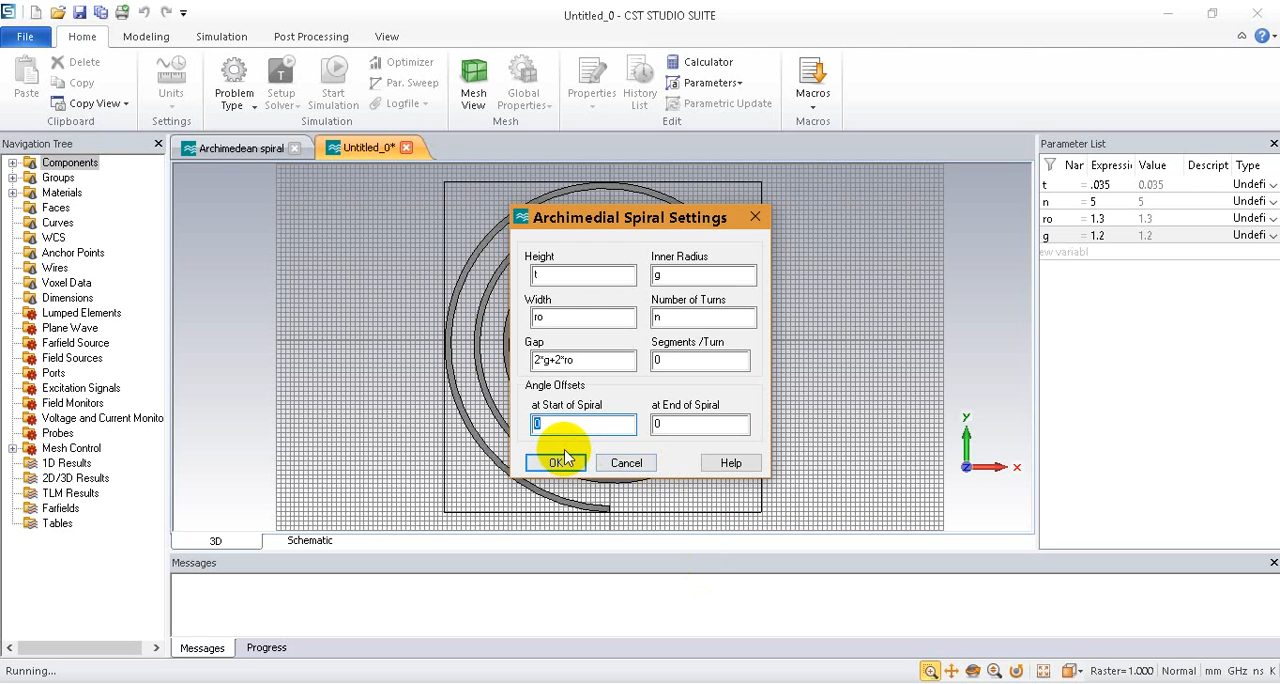 Untitled_0 - CST STUDIO SUITE
File Home Modeling Simulation Post Processing View
Paste Delete Copy Copy View Clipboard
Units Settings
Problem Type Setup Solver Start Simulation Optimizer Par. Sweep Logfile Simulation
Mesh View Global Properties Mesh
Properties History List Calculator Parameters Parametric Update Edit
Macros Macros
Navigation Tree
Components
Groups
Materials
Faces
Curves
WCS
Anchor Points
Wires
Voxel Data
Dimensions
Lumped Elements
Plane Wave
Farfield Source
Field Sources
Ports
Excitation Signals
Field Monitors
Voltage and Current Monito
Probes
Mesh Control
1D Results
2D/3D Results
TLM Results
Farfields
Tables
Archimedean spiral Untitled_0*
Archimedial Spiral Settings
Height Inner Radius
t g
Width Number of Turns
ro n
Gap Segments /Turn
2*g+2*ro 0
Angle Offsets
at Start of Spiral at End of Spiral
0 0
OK Cancel Help
Y
X
3D Schematic
Parameter List
Nar Expressi Value Descript Type
t = .035 0.035 Undefi
n = 5 5 Undefi
ro = 1.3 1.3 Undefi
g = 1.2 1.2 Undefi
ew variabl
Messages
Messages Progress
Running... Raster=1.000 Normal mm GHz ns K